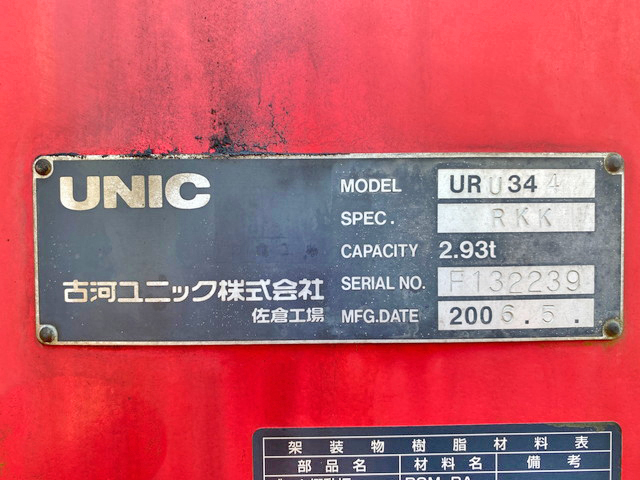 UNIC
MODEL URU344
SPEC. RKK
CAPACITY 2.93t
古河ユニック株式会社
SERIAL NO. F132239
佐倉工場
MFG.DATE 2006.5.
架装物樹脂材料表
部品名 材料名 備考